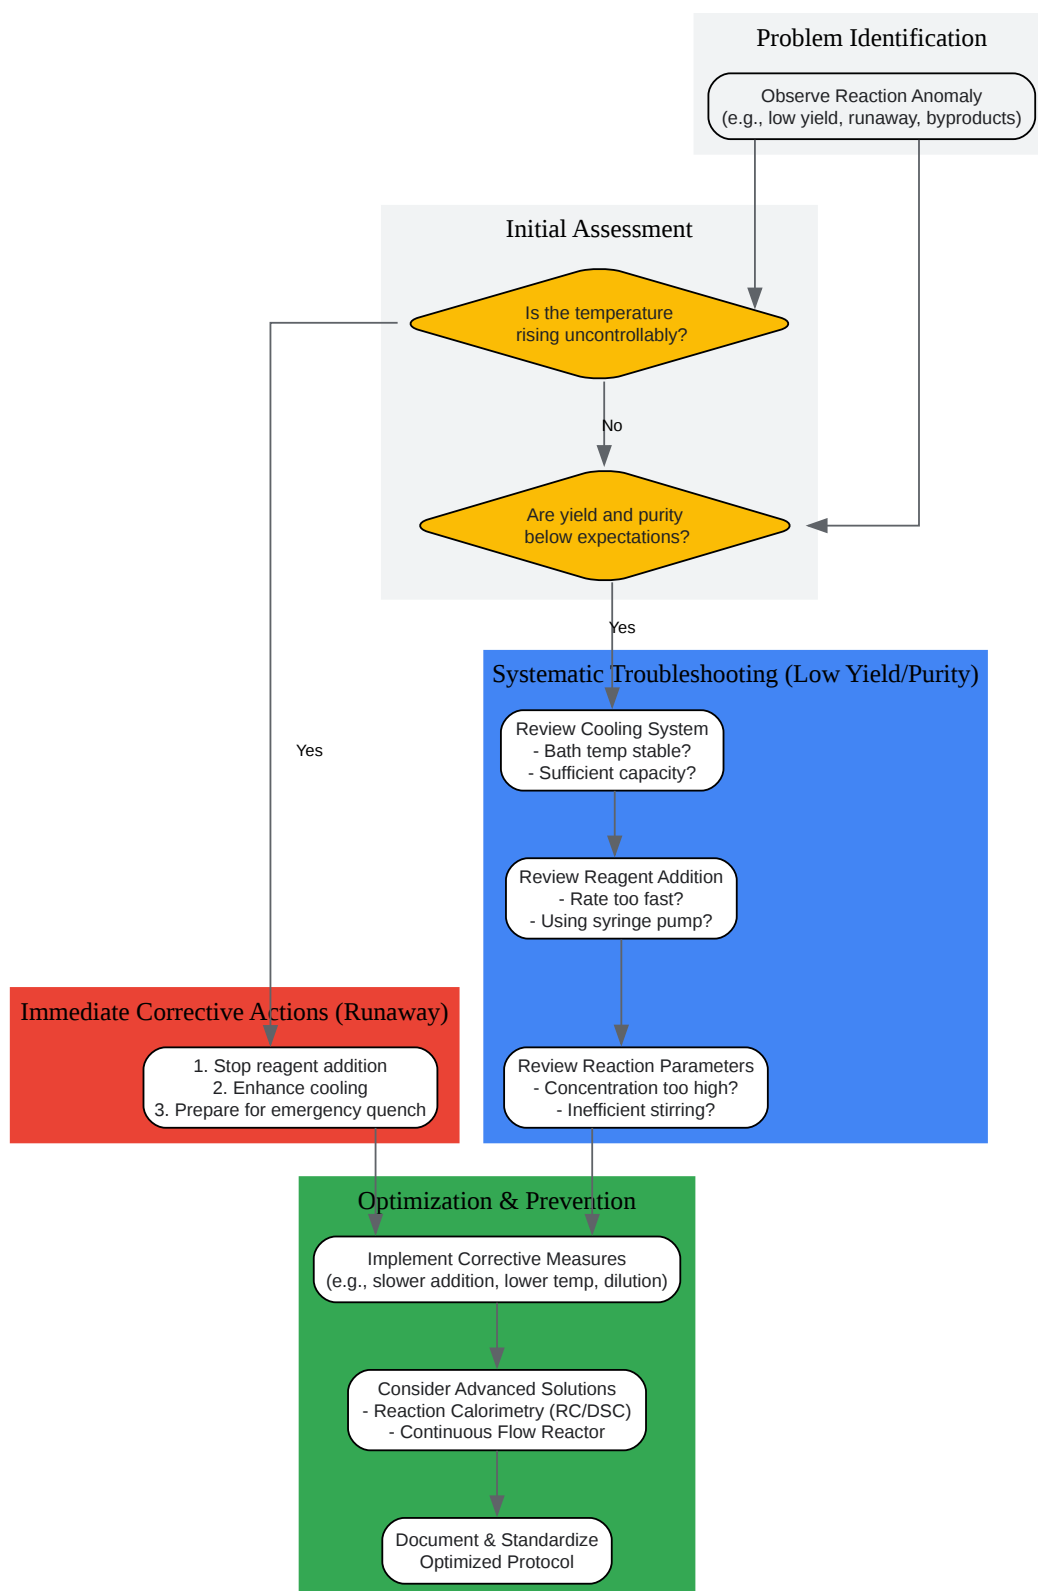 Problem Identification
Observe Reaction Anomaly
(e.g., low yield, runaway, byproducts)
Initial Assessment
Is the temperature
rising uncontrollably?
No
Are yield and purity
below expectations?
Yes
Systematic Troubleshooting (Low Yield/Purity)
Review Cooling System
- Bath temp stable?
- Sufficient capacity?
Yes
Review Reagent Addition
- Rate too fast?
- Using syringe pump?
Immediate Corrective Actions (Runaway)
1. Stop reagent addition
2. Enhance cooling
3. Prepare for emergency quench
Review Reaction Parameters
- Concentration too high?
- Inefficient stirring?
Optimization & Prevention
Implement Corrective Measures
(e.g., slower addition, lower temp, dilution)
Consider Advanced Solutions
- Reaction Calorimetry (RC/DSC)
- Continuous Flow Reactor
Document & Standardize
Optimized Protocol